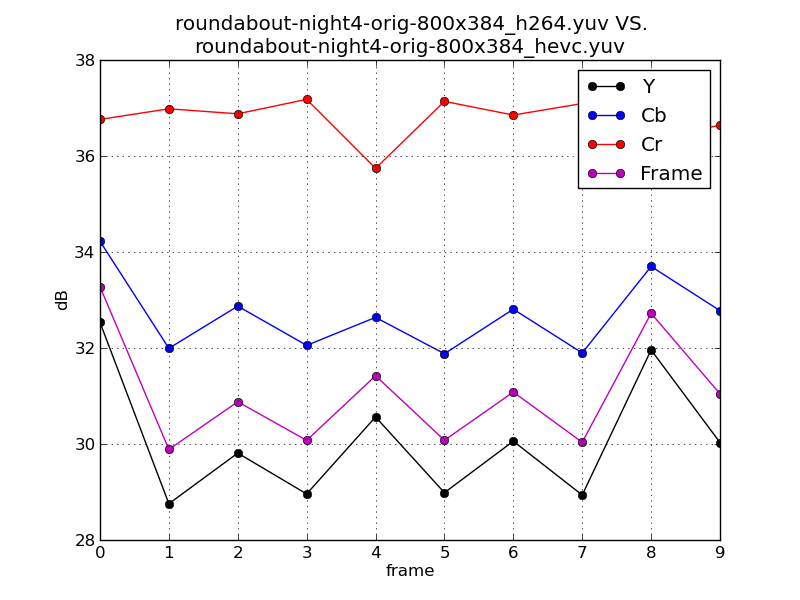 roundabout-night4-orig-800x384_h264.yuv VS.
roundabout-night4-orig-800x384_hevc.yuv
38
36
34
32
30
28
dB
Y
Cb
Cr
Frame
0 1 2 3 4 5 6 7 8 9
frame